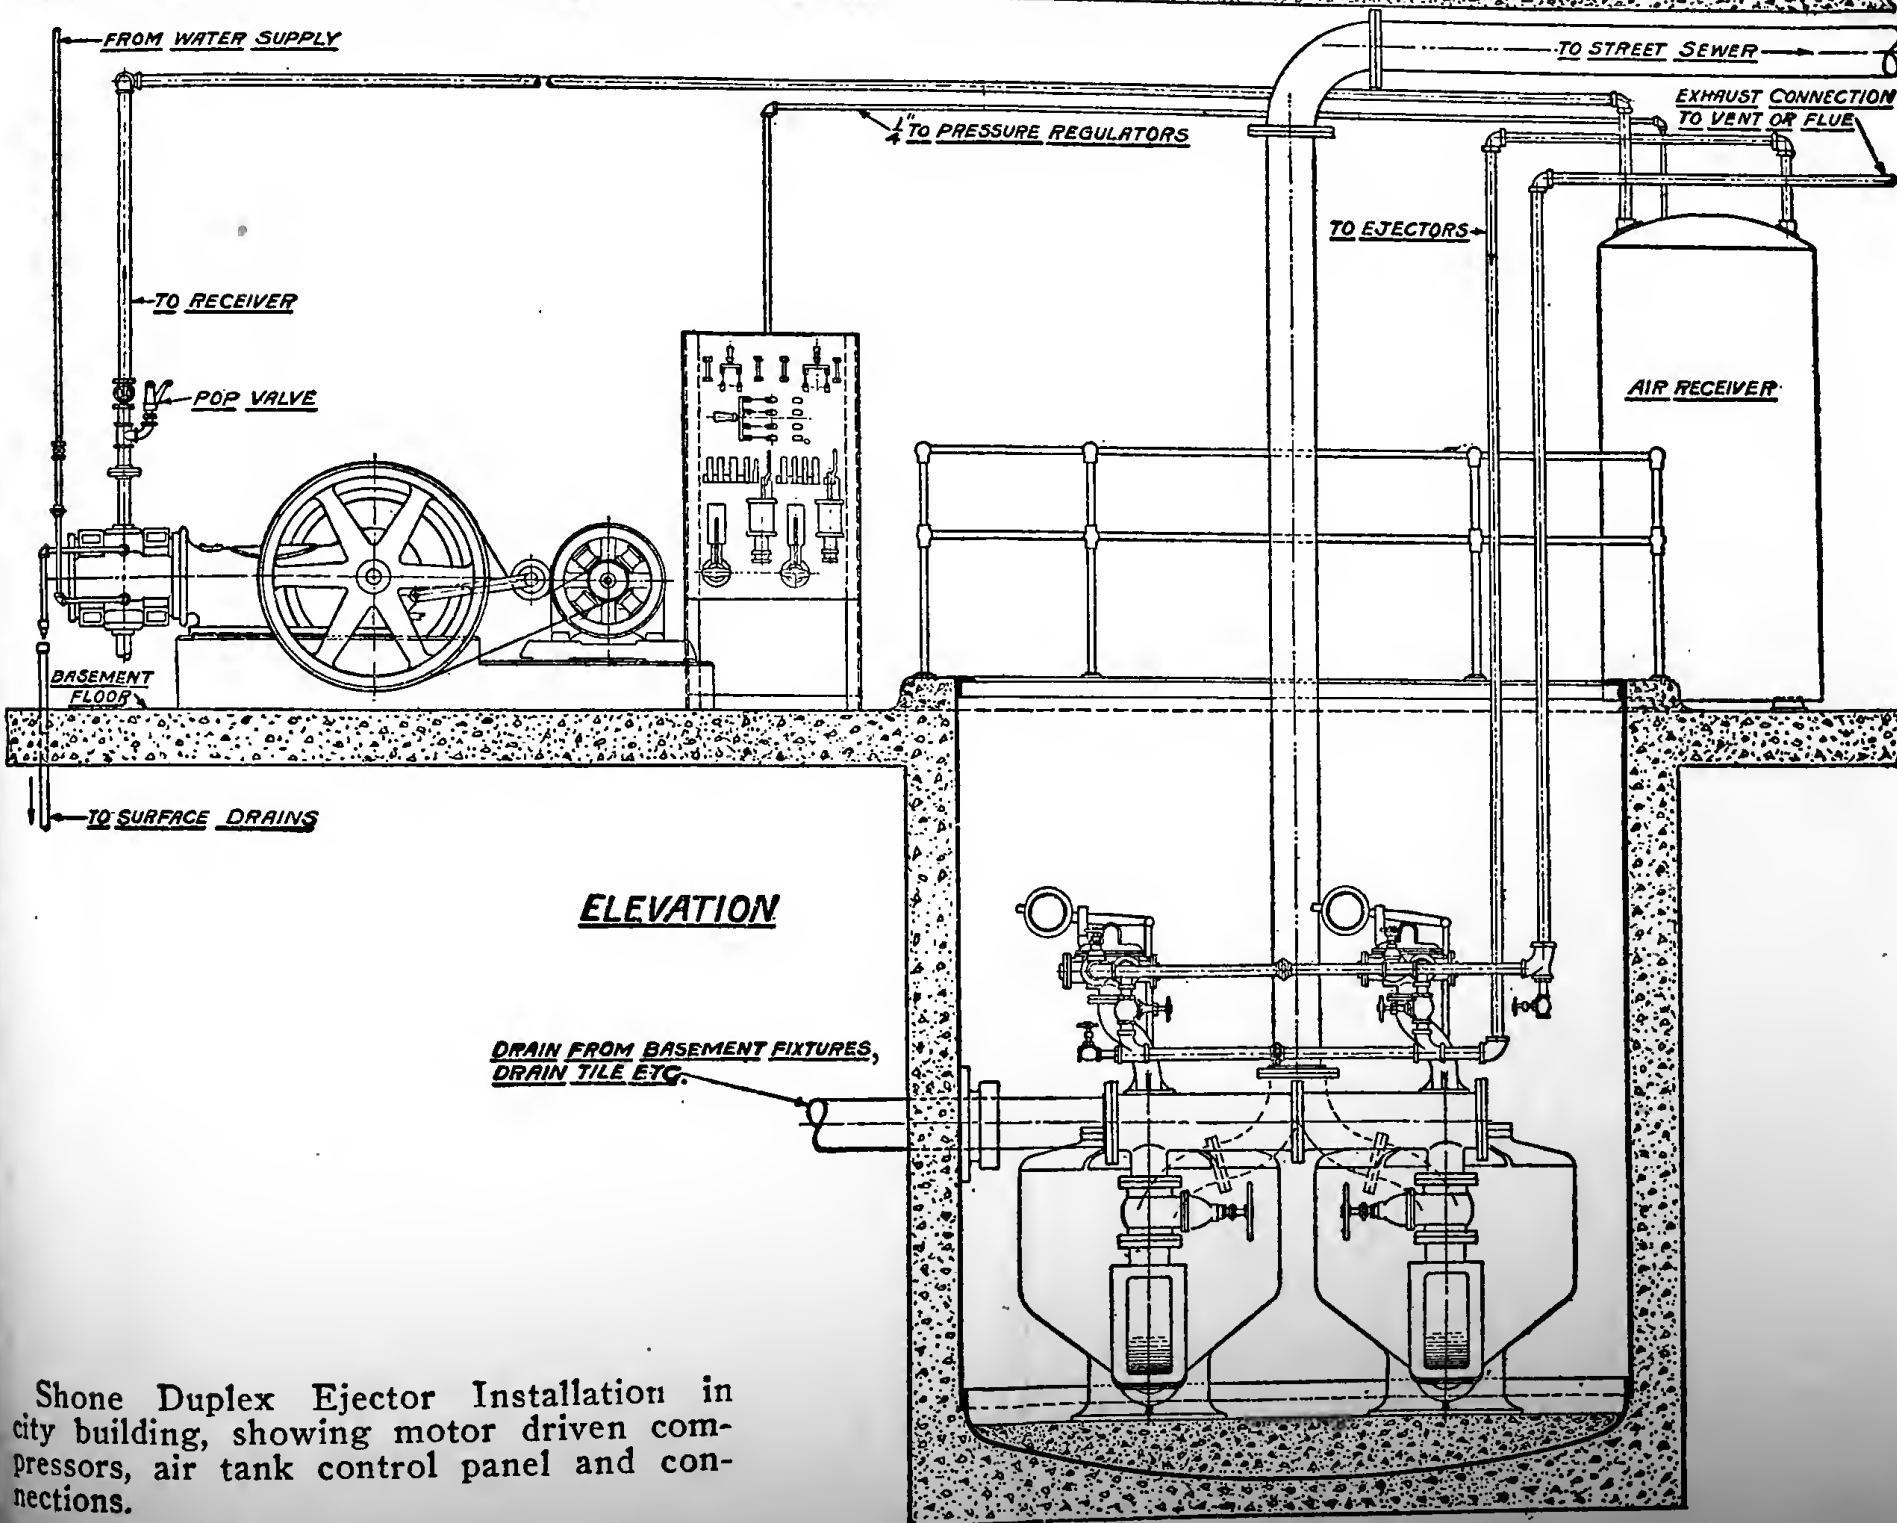 FROM WATER SUPPLY
TO STREET SEWER
EXHAUST CONNECTION
TO VENT OR FLUE
1/4" TO PRESSURE REGULATORS
TO EJECTORS
TO RECEIVER
POP VALVE
AIR RECEIVER
BASEMENT
FLOOR
TO SURFACE DRAINS
ELEVATION
DRAIN FROM BASEMENT FIXTURES,
DRAIN TILE ETC.
Shone Duplex Ejector Installation in
city building, showing motor driven com-
pressors, air tank control panel and con-
nections.